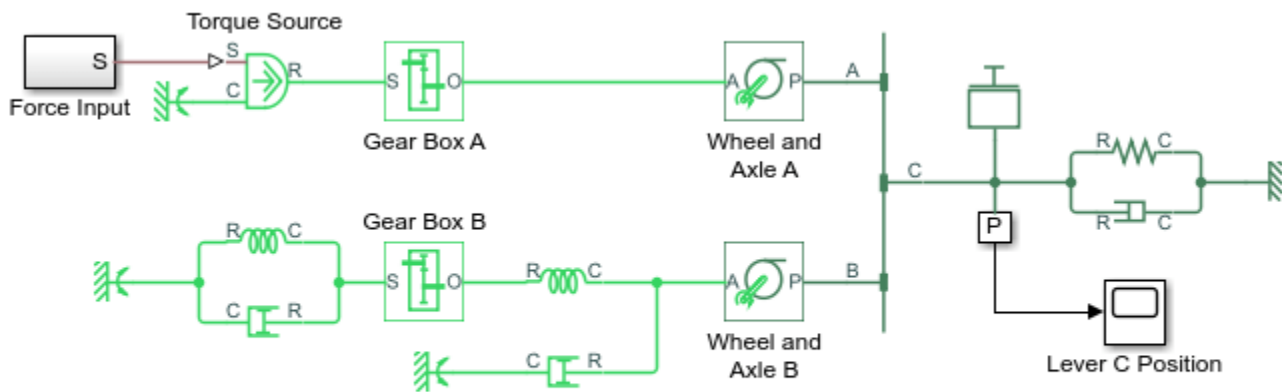 Torque Source
S
S
R
C
Force Input
S
O
Gear Box A
A
P
Wheel and
Axle A
A
C
R
C
R
C
P
Lever C Position
Gear Box B
R
C
C
R
S
O
R
C
C
R
A
P
Wheel and
Axle B
B